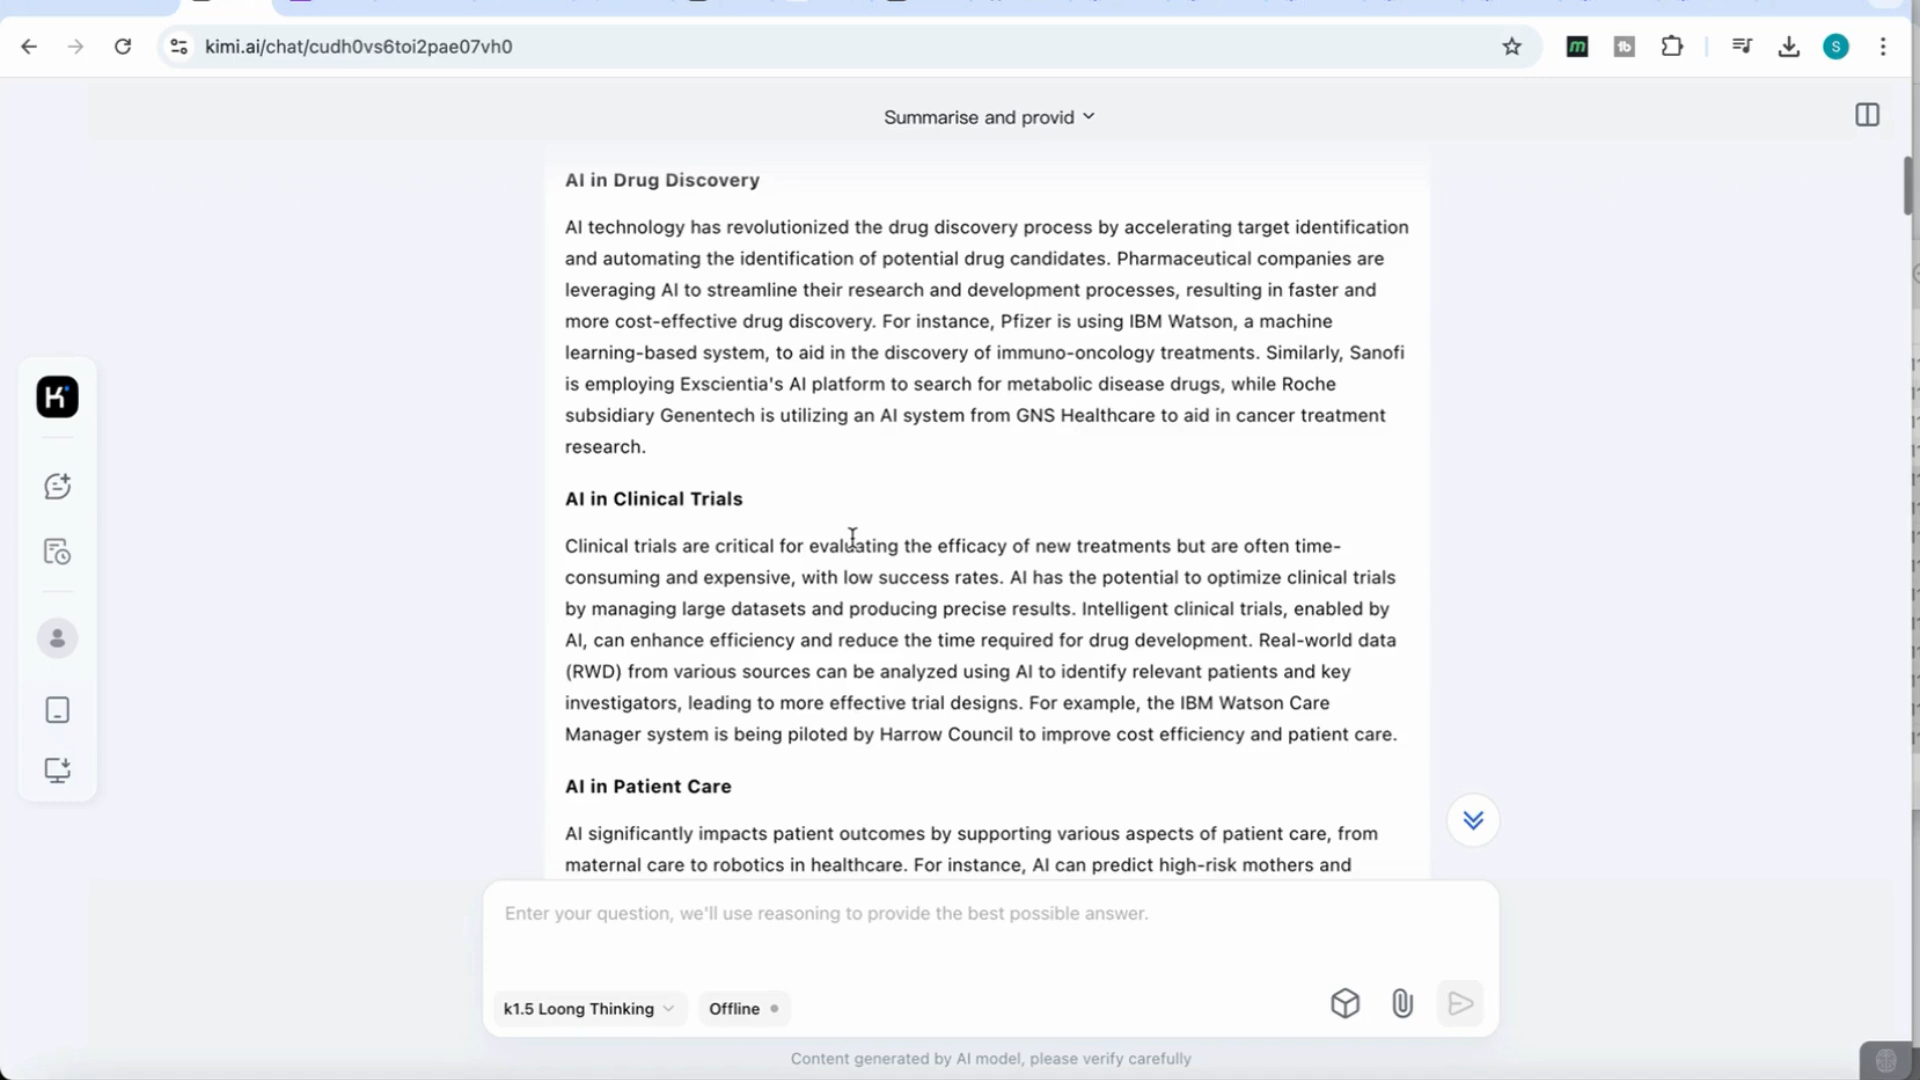 kimi.ai/chat/cudh0vs6toi2pae07vh0
S
Summarise and provid
AI in Drug Discovery
AI technology has revolutionized the drug discovery process by accelerating target identification
and automating the identification of potential drug candidates. Pharmaceutical companies are
leveraging AI to streamline their research and development processes, resulting in faster and
more cost-effective drug discovery. For instance, Pfizer is using IBM Watson, a machine
learning-based system, to aid in the discovery of immuno-oncology treatments. Similarly, Sanofi
is employing Exscientia's AI platform to search for metabolic disease drugs, while Roche
subsidiary Genentech is utilizing an AI system from GNS Healthcare to aid in cancer treatment
research.
AI in Clinical Trials
Clinical trials are critical for evaluating the efficacy of new treatments but are often time-
consuming and expensive, with low success rates. AI has the potential to optimize clinical trials
by managing large datasets and producing precise results. Intelligent clinical trials, enabled by
AI, can enhance efficiency and reduce the time required for drug development. Real-world data
(RWD) from various sources can be analyzed using AI to identify relevant patients and key
investigators, leading to more effective trial designs. For example, the IBM Watson Care
Manager system is being piloted by Harrow Council to improve cost efficiency and patient care.
AI in Patient Care
AI significantly impacts patient outcomes by supporting various aspects of patient care, from
maternal care to robotics in healthcare. For instance, AI can predict high-risk mothers and
Enter your question, we'll use reasoning to provide the best possible answer.
k1.5 Loong Thinking
Offline
Content generated by AI model, please verify carefully
K
m
tb